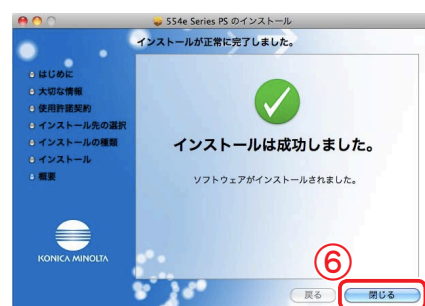 554e Series PS のインストール
インストールが正常に完了しました。
はじめに
大切な情報
使用許諾契約
インストール先の選択
インストールの種類
インストール
概要
インストールは成功しました。
ソフトウェアがインストールされました。
KONICA MINOLTA
⑥
戻る
閉じる